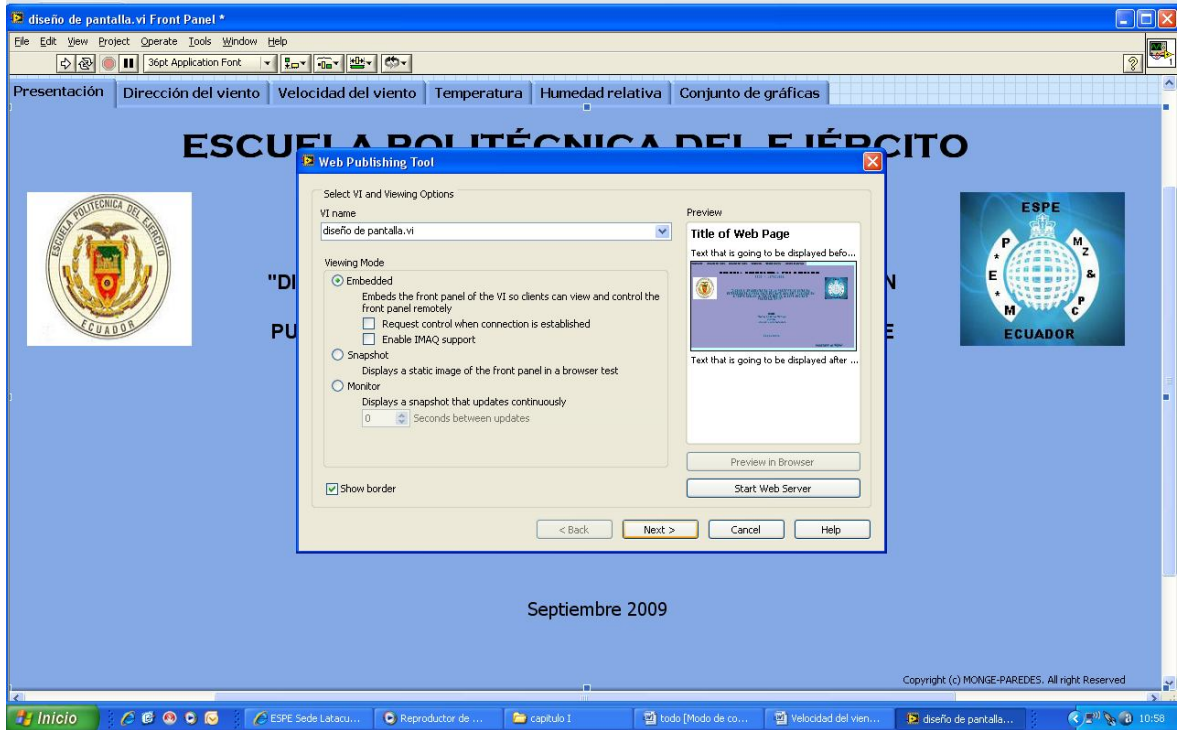 diseño de pantalla.vi Front Panel *
File Edit View Project Operate Tools Window Help
36pt Application Font
Presentación Dirección del viento Velocidad del viento Temperatura Humedad relativa Conjunto de gráficas
ESCUELA POLITÉCNICA DEL EJÉRCITO
ESCUELA POLITECNICA DEL EJERCITO
ECUADOR
"DI
N
PU
E
ESPE
P M
* Z
E &
* P
M C
ECUADOR
Web Publishing Tool
Select VI and Viewing Options
VI name
diseño de pantalla.vi
Viewing Mode
Embedded
Embeds the front panel of the VI so clients can view and control the
front panel remotely
Request control when connection is established
Enable IMAQ support
Snapshot
Displays a static image of the front panel in a browser test
Monitor
Displays a snapshot that updates continuously
0 Seconds between updates
Show border
Preview
Title of Web Page
Text that is going to be displayed befo...
Text that is going to be displayed after ...
Preview in Browser
Start Web Server
< Back Next > Cancel Help
Septiembre 2009
Copyright (c) MONGE-PAREDES. All right Reserved
Inicio ESPE Sede Latacu... Reproductor de ... capitulo I todo [Modo de co... Velocidad del vien... diseño de pantalla... 10:58